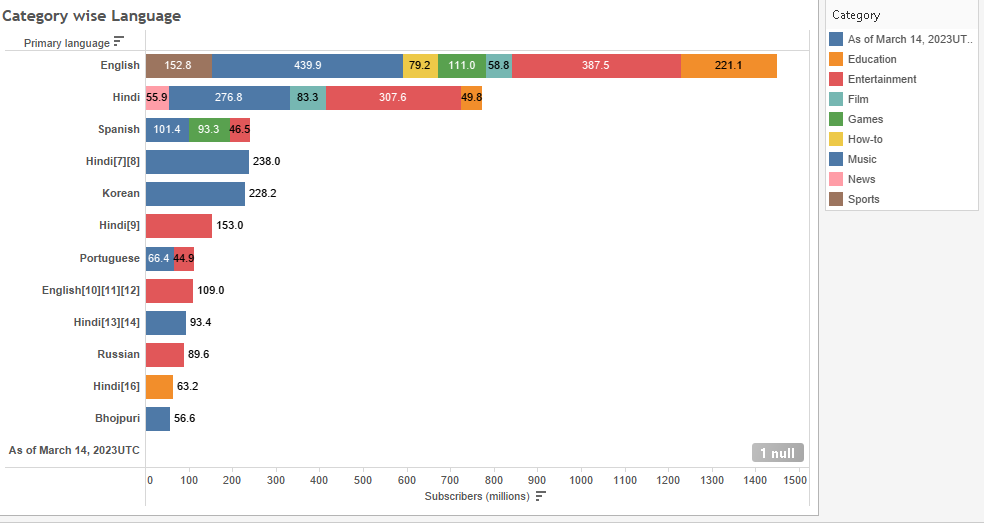 Category wise Language
Primary language
English 152.8 439.9 79.2 111.0 58.8 387.5 221.1
Hindi 55.9 276.8 83.3 307.6 49.8
Spanish 101.4 93.3 46.5
Hindi[7][8] 238.0
Korean 228.2
Hindi[9] 153.0
Portuguese 66.4 44.9
English[10][11][12] 109.0
Hindi[13][14] 93.4
Russian 89.6
Hindi[16] 63.2
Bhojpuri 56.6
As of March 14, 2023UTC
1 null
0 100 200 300 400 500 600 700 800 900 1000 1100 1200 1300 1400 1500
Subscribers (millions)
Category
As of March 14, 2023UT..
Education
Entertainment
Film
Games
How-to
Music
News
Sports